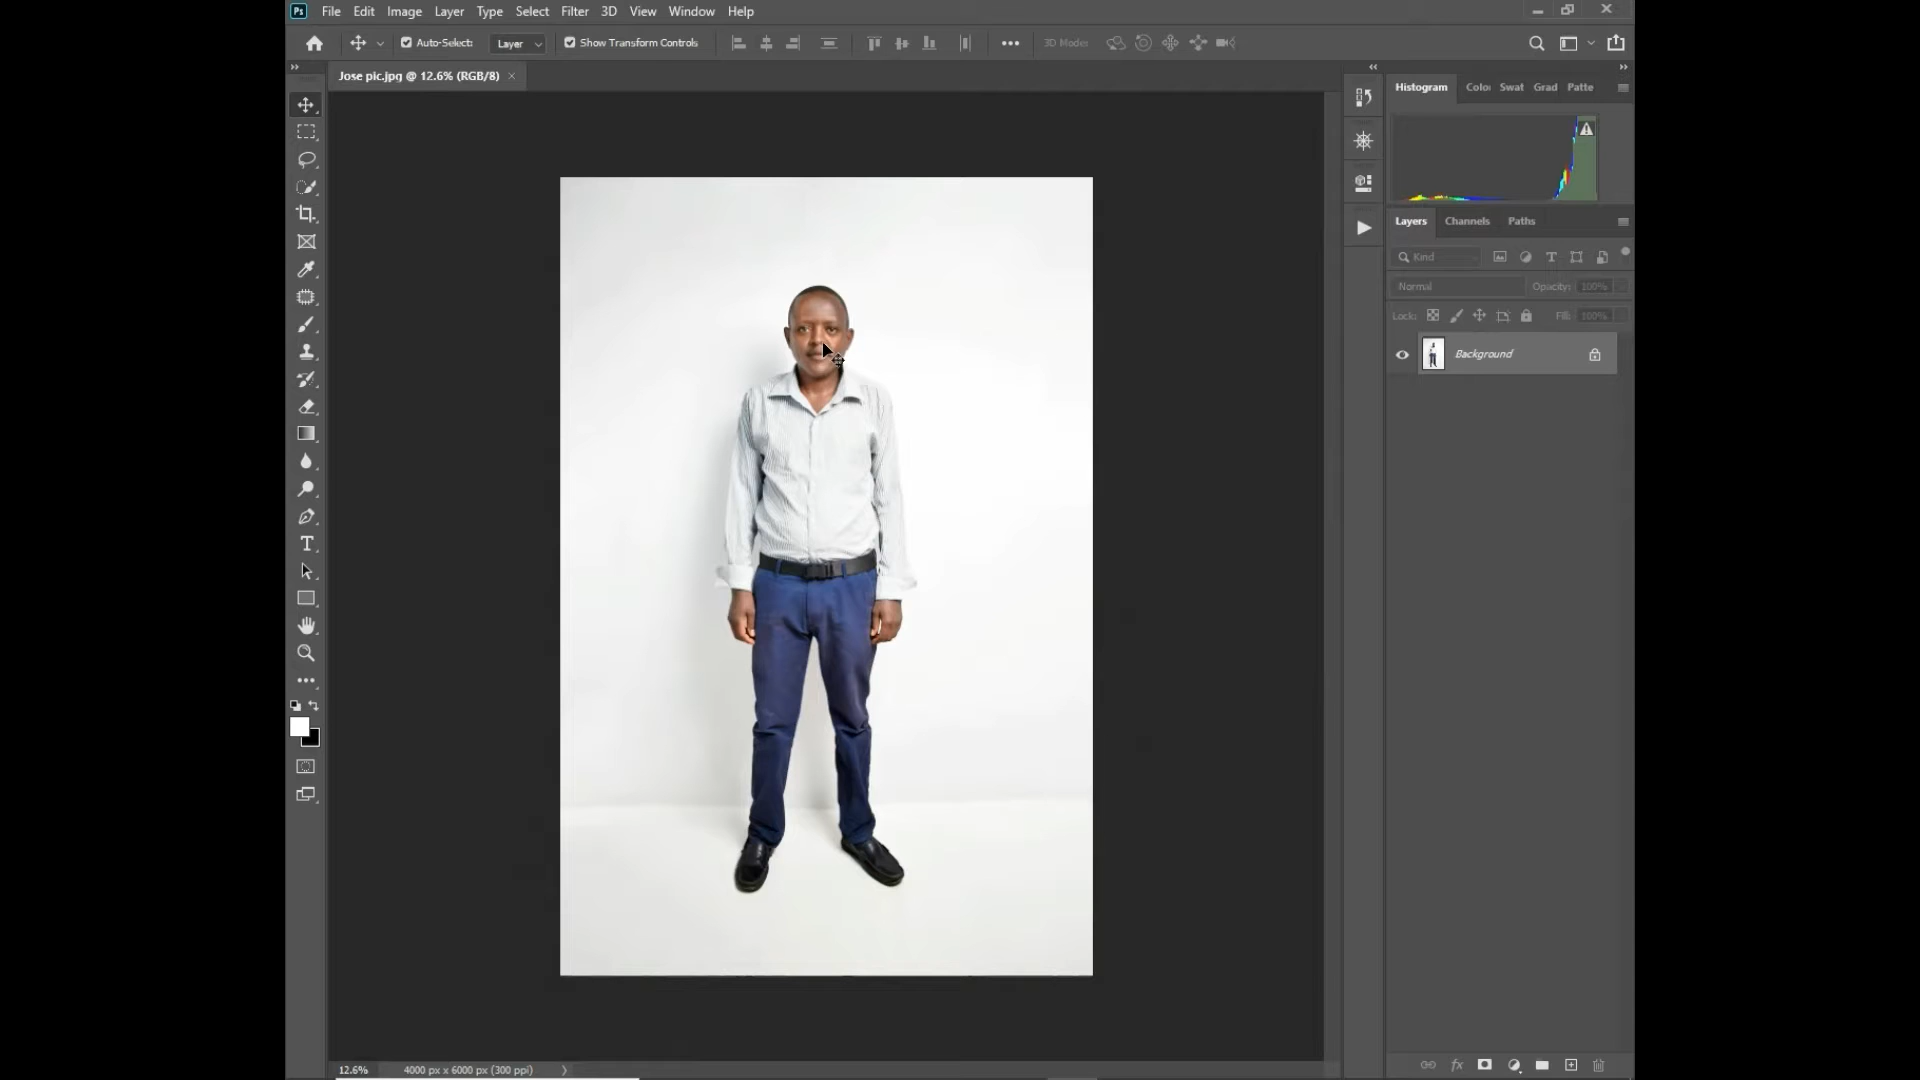 Ps File Edit Image Layer Type Select Filter 3D View Window Help
Auto-Select: Layer Show Transform Controls 3D Mode:
Jose pic.jpg @ 12.6% (RGB/8) ×
Histogram Color Swat Grad Patte
Layers Channels Paths
Kind
Normal Opacity: 100%
Lock: Fill: 100%
Background
12.6% 4000 px x 6000 px (300 ppi)